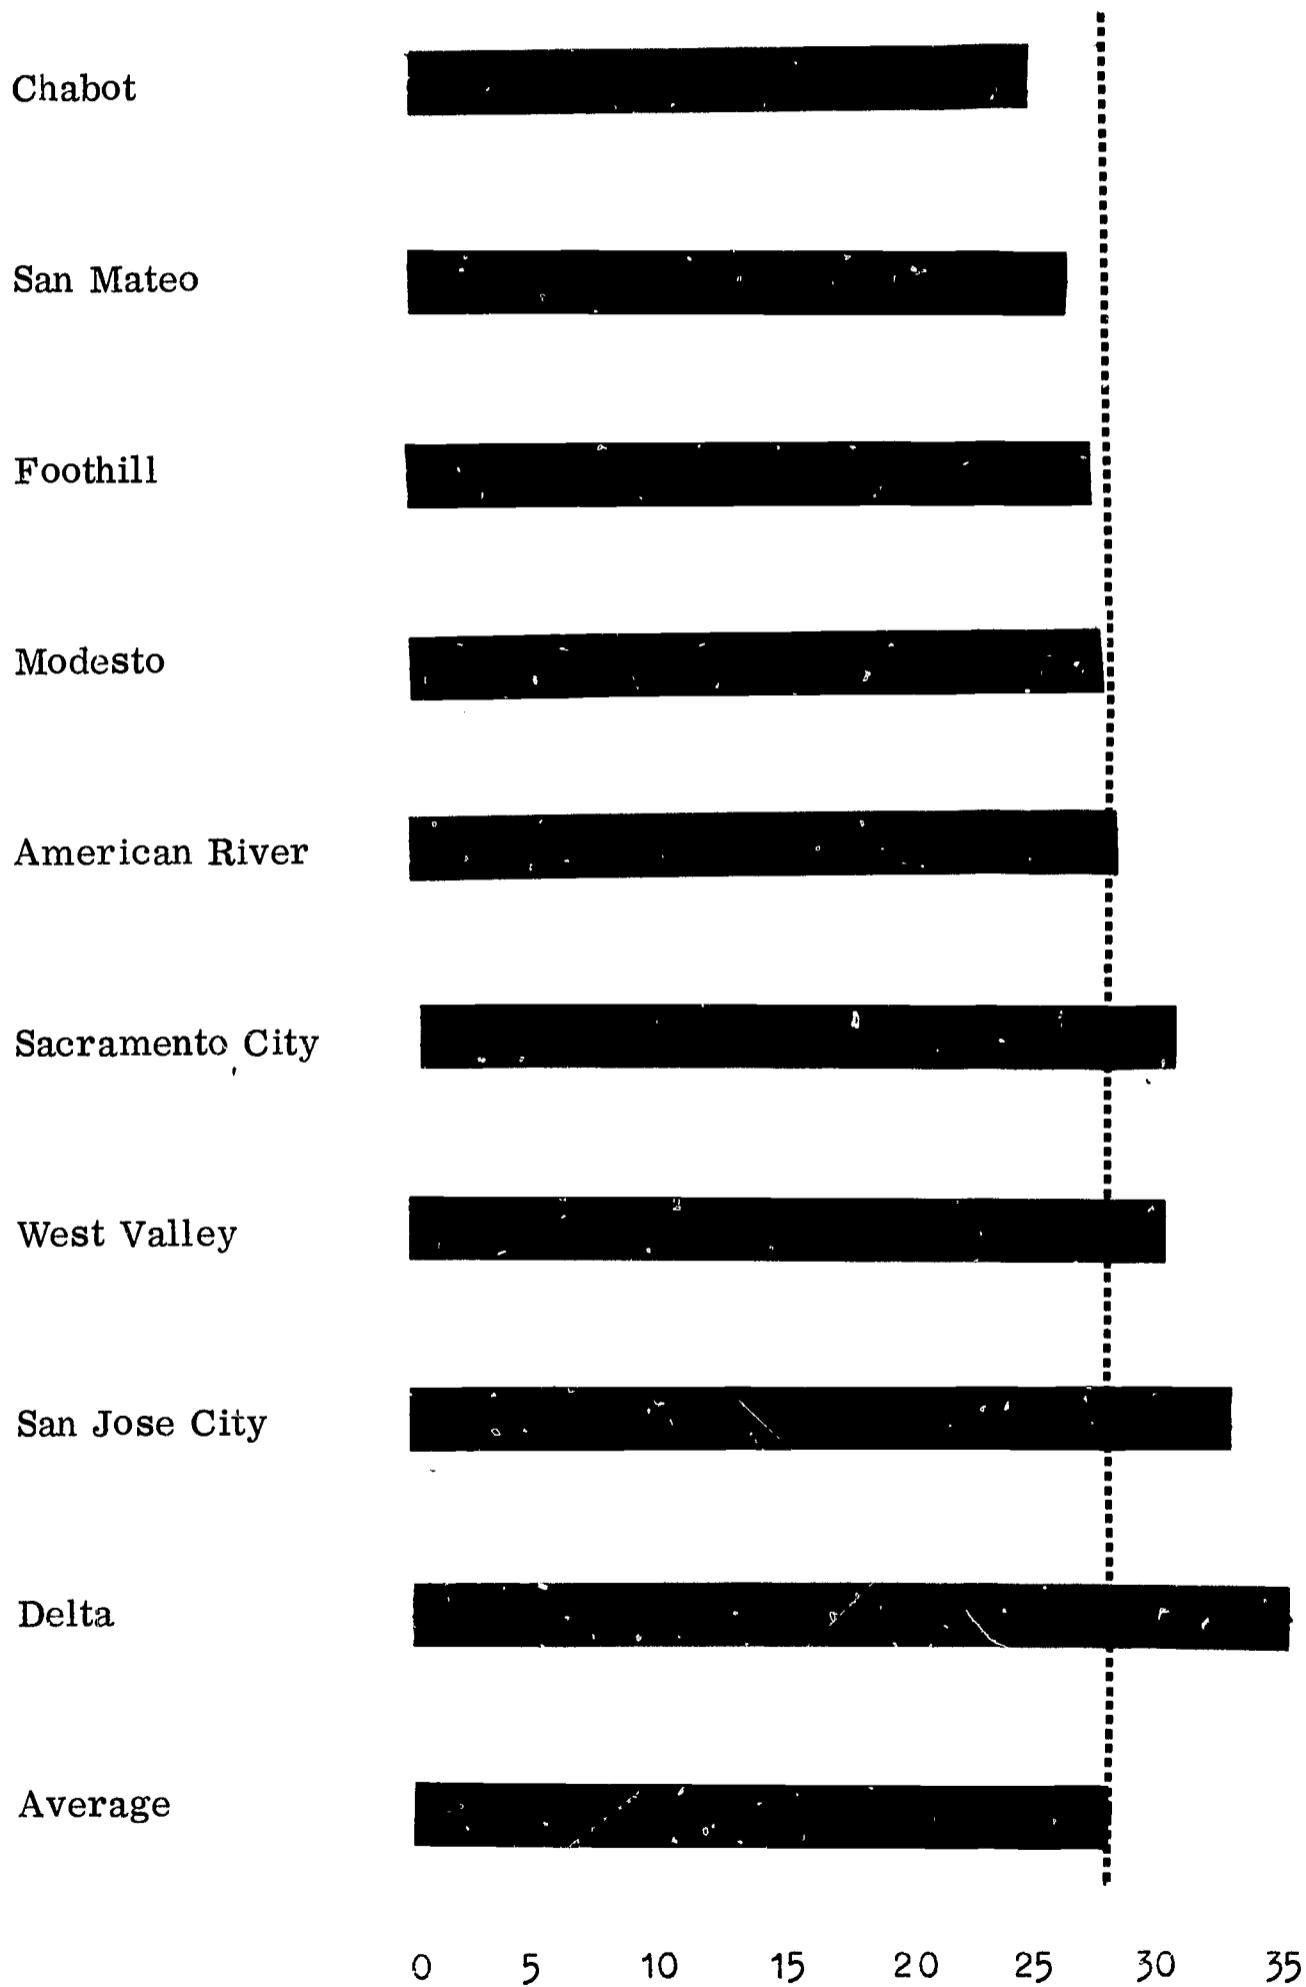 Chabot
San Mateo
Foothill
Modesto
American River
Sacramento City
West Valley
San Jose City
Delta
Average
0 5 10 15 20 25 30 35